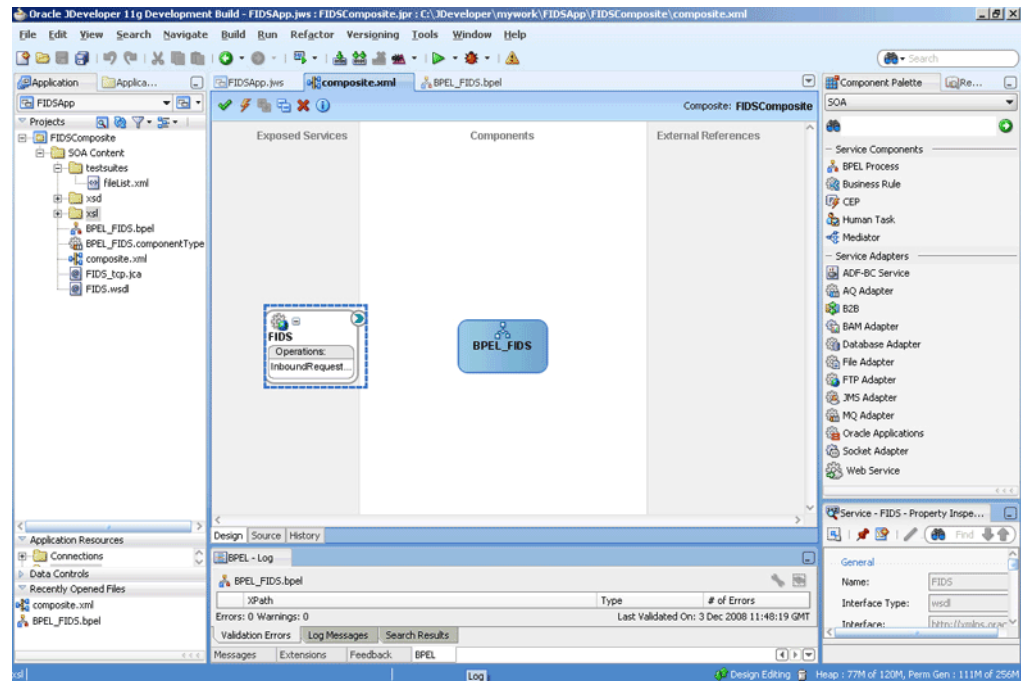 Oracle JDeveloper 11g Development Build - FIDSApp.jws : FIDSComposite.jpr : C:\JDeveloper\mywork\FIDSApp\FIDSComposite\composite.xml
File Edit View Search Navigate Build Run Refactor Versioning Tools Window Help
Search
Application Applica...
FIDSApp
Projects
FIDSComposite
SOA Content
testsuites
fileList.xml
xsd
xsl
BPEL_FIDS.bpel
BPEL_FIDS.componentType
composite.xml
FIDS_tcp.jca
FIDS.wsdl
Application Resources
Connections
Data Controls
Recently Opened Files
composite.xml
BPEL_FIDS.bpel
FIDSApp.jws composite.xml BPEL_FIDS.bpel
Composite: FIDSComposite
Exposed Services Components External References
FIDS
Operations:
InboundRequest...
BPEL_FIDS
Design Source History
BPEL - Log
BPEL_FIDS.bpel
XPath Type # of Errors
Errors: 0 Warnings: 0 Last Validated On: 3 Dec 2008 11:48:19 GMT
Validation Errors Log Messages Search Results
Messages Extensions Feedback BPEL
Component Palette Re...
SOA
Service Components
BPEL Process
Business Rule
CEP
Human Task
Mediator
Service Adapters
ADF-BC Service
AQ Adapter
B2B
BAM Adapter
Database Adapter
File Adapter
FTP Adapter
JMS Adapter
MQ Adapter
Oracle Applications
Socket Adapter
Web Service
Service - FIDS - Property Inspe...
Find
General
Name: FIDS
Interface Type: wsdl
Interface: http://xmlns.orac
xsl Log Design Editing Heap : 77M of 120M, Perm Gen : 111M of 256M